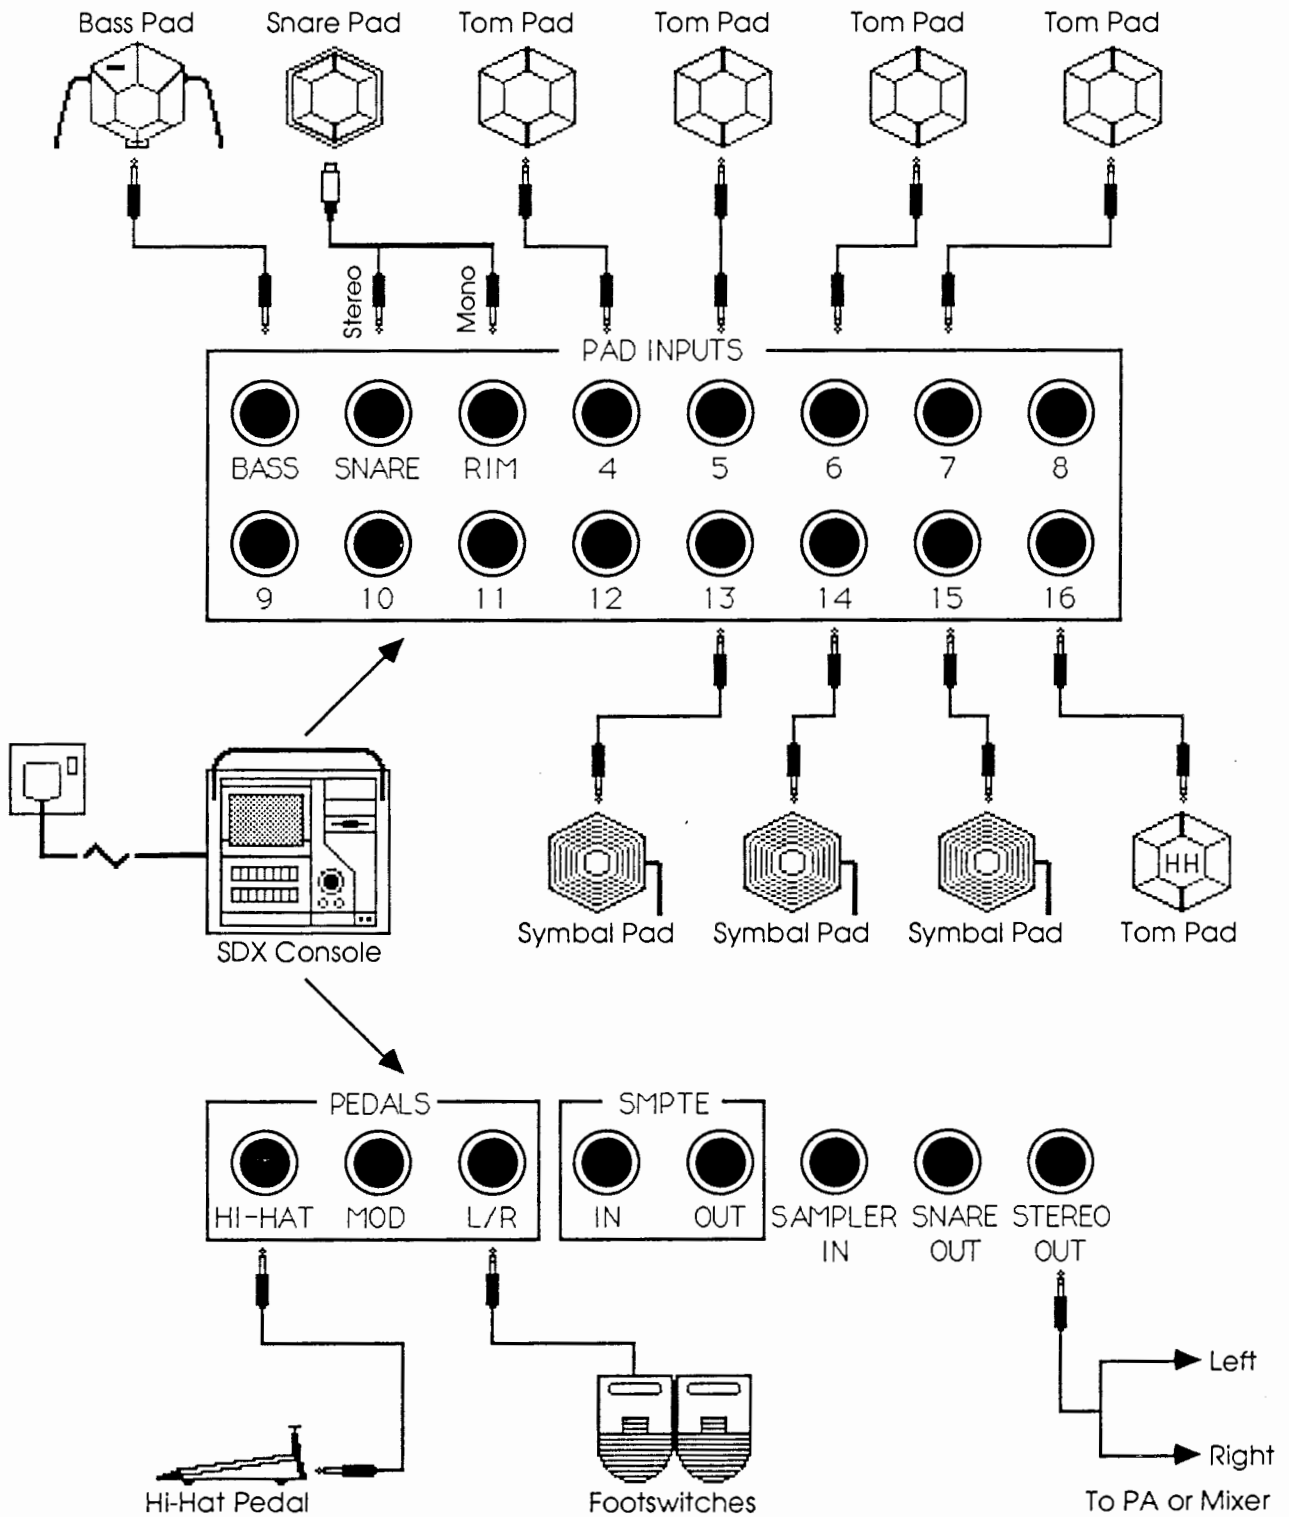 Bass Pad Snare Pad Tom Pad Tom Pad Tom Pad Tom Pad
Stereo
Mono
PAD INPUTS
BASS SNARE RIM 4 5 6 7 8
9 10 11 12 13 14 15 16
HH
SDX Console
Symbal Pad Symbal Pad Symbal Pad Tom Pad
PEDALS
SMPTE
HI-HAT MOD L/R
IN OUT
SAMPLER IN
SNARE OUT
STEREO OUT
Left
Right
Hi-Hat Pedal
Footswitches
To PA or Mixer